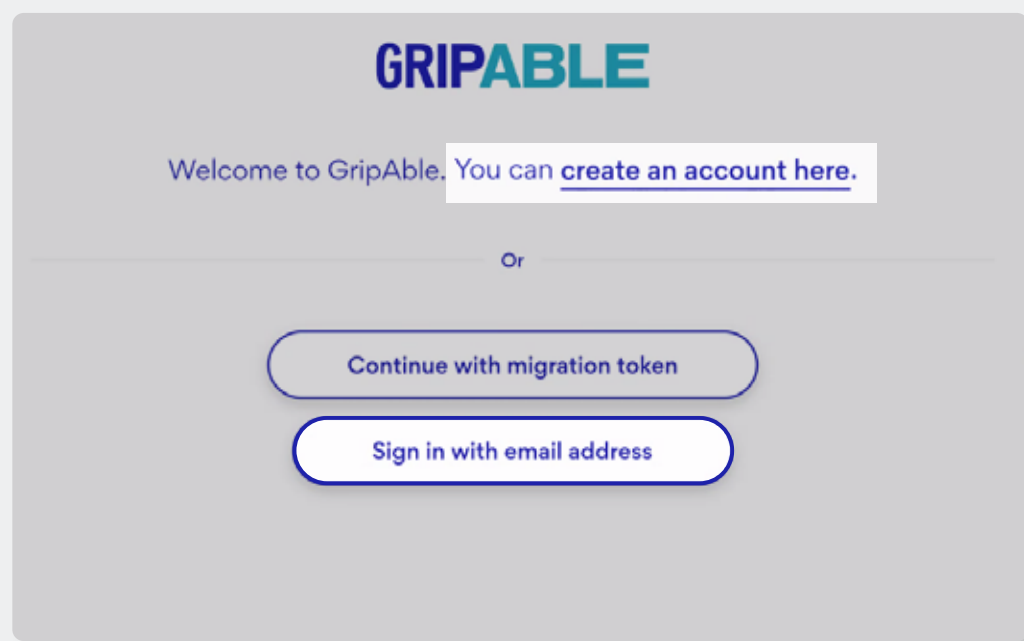 GRIPABLE
Welcome to GripAble. You can create an account here.
Or
Continue with migration token
Sign in with email address